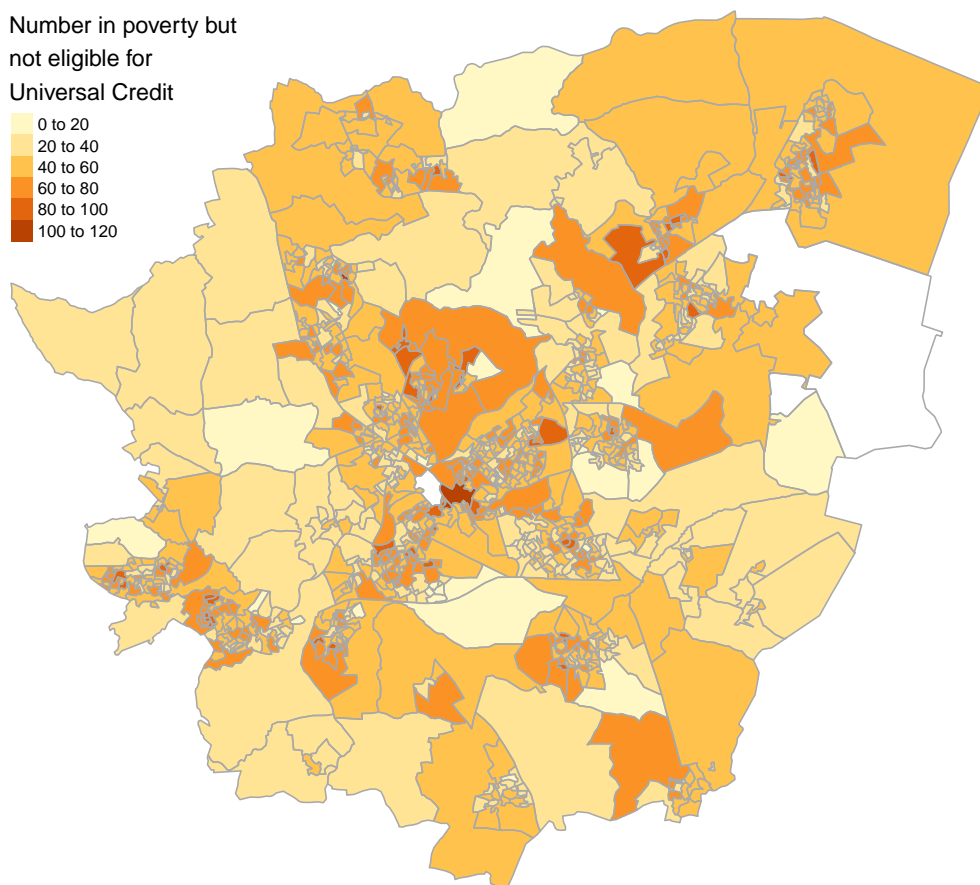 Number in poverty but
not eligible for
Universal Credit
0 to 20
20 to 40
40 to 60
60 to 80
80 to 100
100 to 120